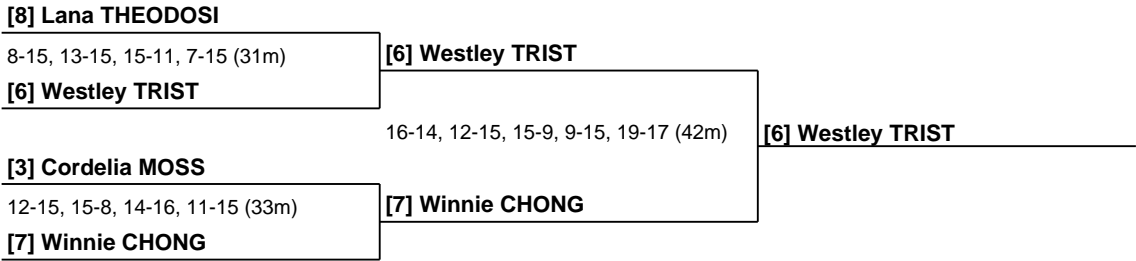 [8] Lana THEODOSI
8-15, 13-15, 15-11, 7-15 (31m)
[6] Westley TRIST
[6] Westley TRIST
16-14, 12-15, 15-9, 9-15, 19-17 (42m)
[6] Westley TRIST
[3] Cordelia MOSS
12-15, 15-8, 14-16, 11-15 (33m)
[7] Winnie CHONG
[7] Winnie CHONG